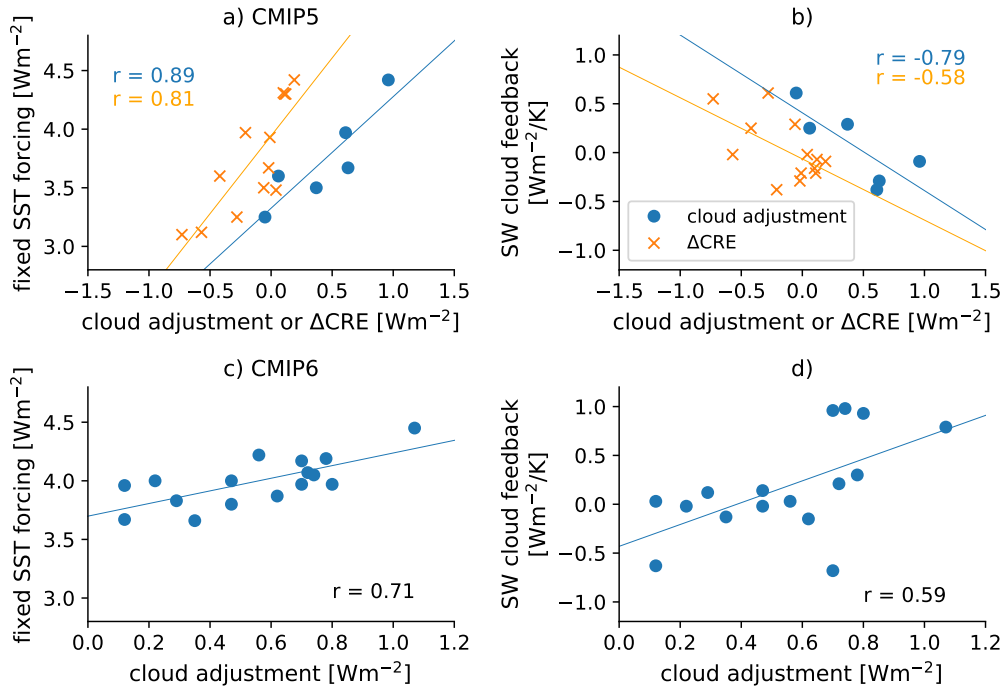 a) CMIP5
fixed SST forcing [Wm⁻²]
4.5
4.0
3.5
3.0
r = 0.89
r = 0.81
−1.5 −1.0 −0.5 0.0 0.5 1.0 1.5
cloud adjustment or ΔCRE [Wm⁻²]
b)
SW cloud feedback
[Wm⁻²/K]
1.0
0.5
0.0
−0.5
−1.0
r = -0.79
r = -0.58
cloud adjustment
ΔCRE
−1.5 −1.0 −0.5 0.0 0.5 1.0 1.5
cloud adjustment or ΔCRE [Wm⁻²]
c) CMIP6
fixed SST forcing [Wm⁻²]
4.5
4.0
3.5
3.0
r = 0.71
0.0 0.2 0.4 0.6 0.8 1.0 1.2
cloud adjustment [Wm⁻²]
d)
SW cloud feedback
[Wm⁻²/K]
1.0
0.5
0.0
−0.5
−1.0
r = 0.59
0.0 0.2 0.4 0.6 0.8 1.0 1.2
cloud adjustment [Wm⁻²]